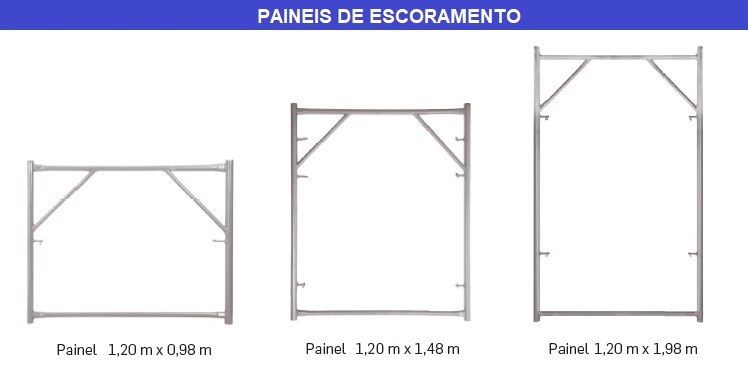 PAINEIS DE ESCORAMENTO
Painel 1,20 m x 0,98 m
Painel 1,20 m x 1,48 m
Painel 1,20 m x 1,98 m